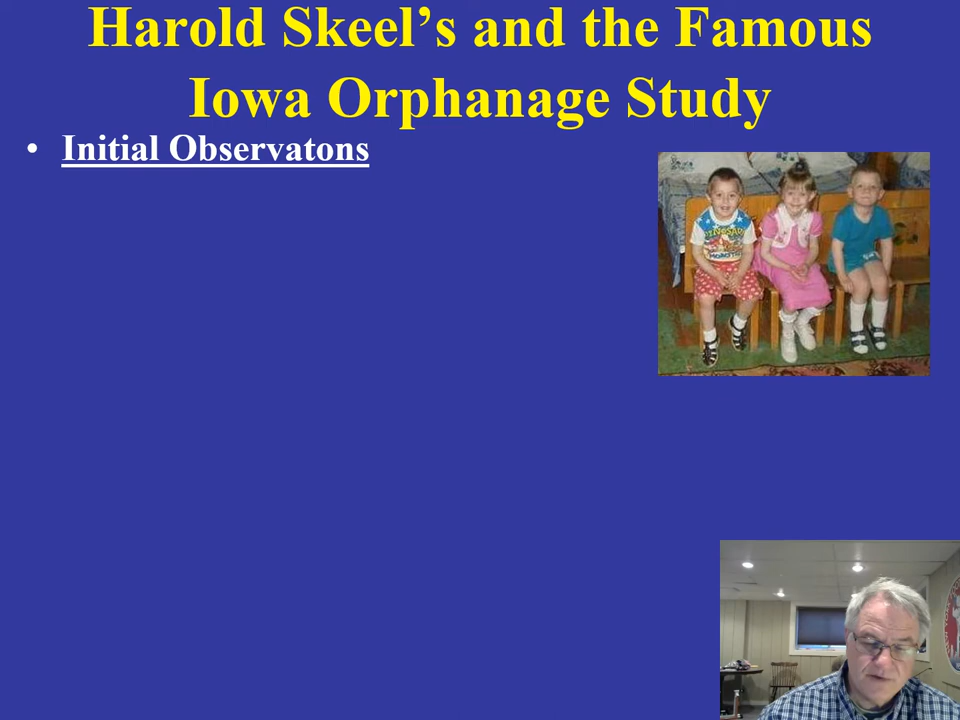 Harold Skeel’s and the Famous
Iowa Orphanage Study
• Initial Observatons